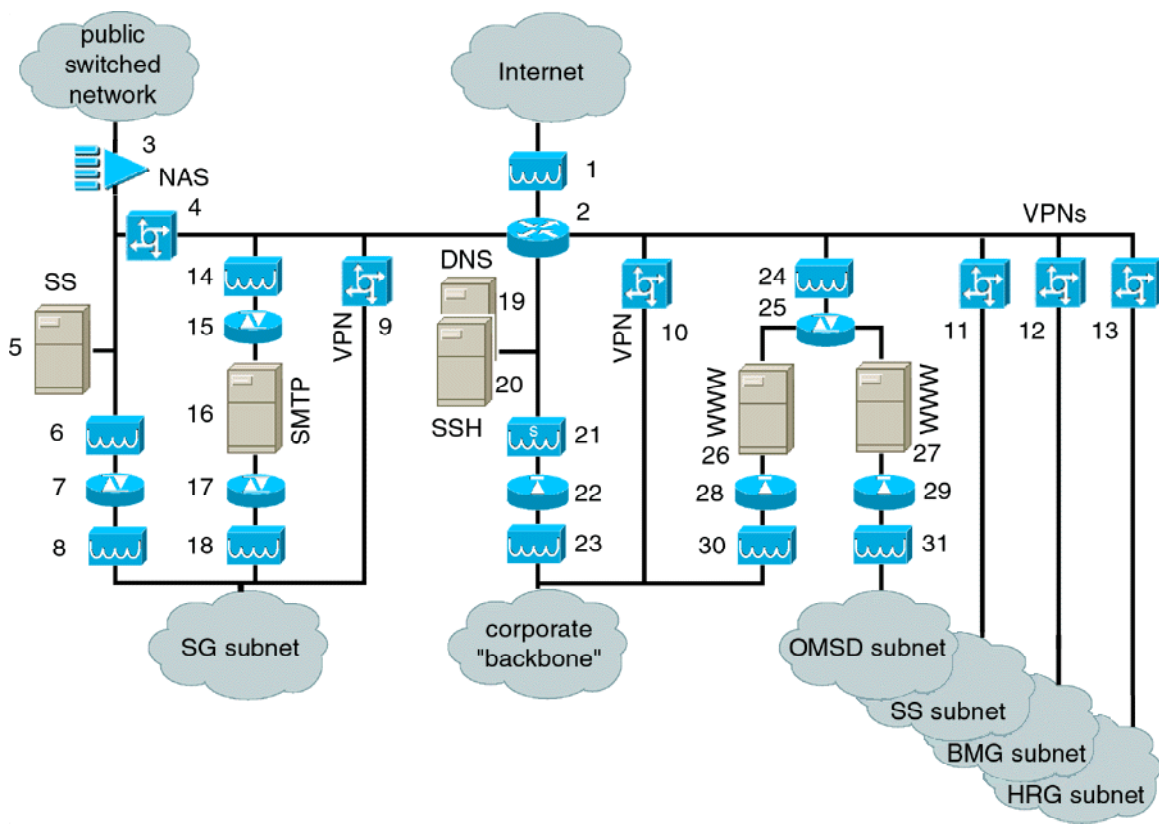 public
switched
network
Internet
3
NAS
1
4
2
VPNs
SS
14
DNS
24
19
25
5
15
VPN
9
VPN
10
11
12
13
16
SMTP
20
WWW
WWW
SSH
6
S
21
26
27
7
17
22
28
29
8
18
23
30
31
SG subnet
corporate
"backbone"
OMSD subnet
SS subnet
BMG subnet
HRG subnet